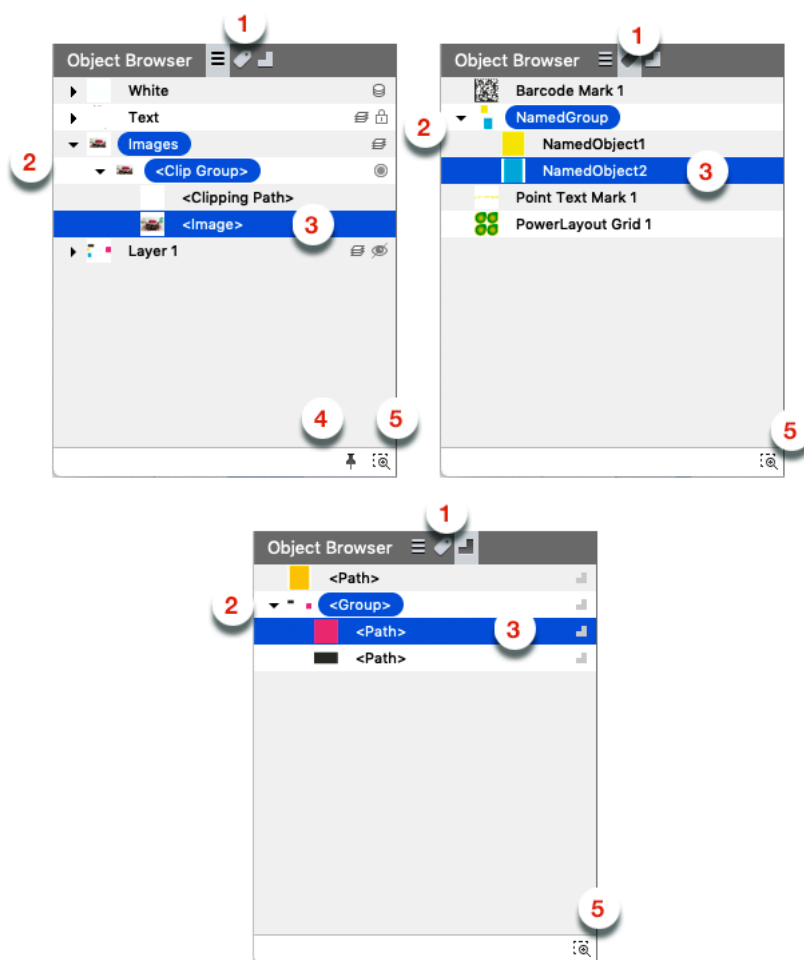 1
Object Browser
White
Text
2
Images
<Clip Group>
<Clipping Path>
<Image>
3
Layer 1
4
5
1
Object Browser
Barcode Mark 1
2
NamedGroup
NamedObject1
NamedObject2
3
Point Text Mark 1
PowerLayout Grid 1
5
1
Object Browser
<Path>
2
<Group>
<Path>
3
<Path>
5